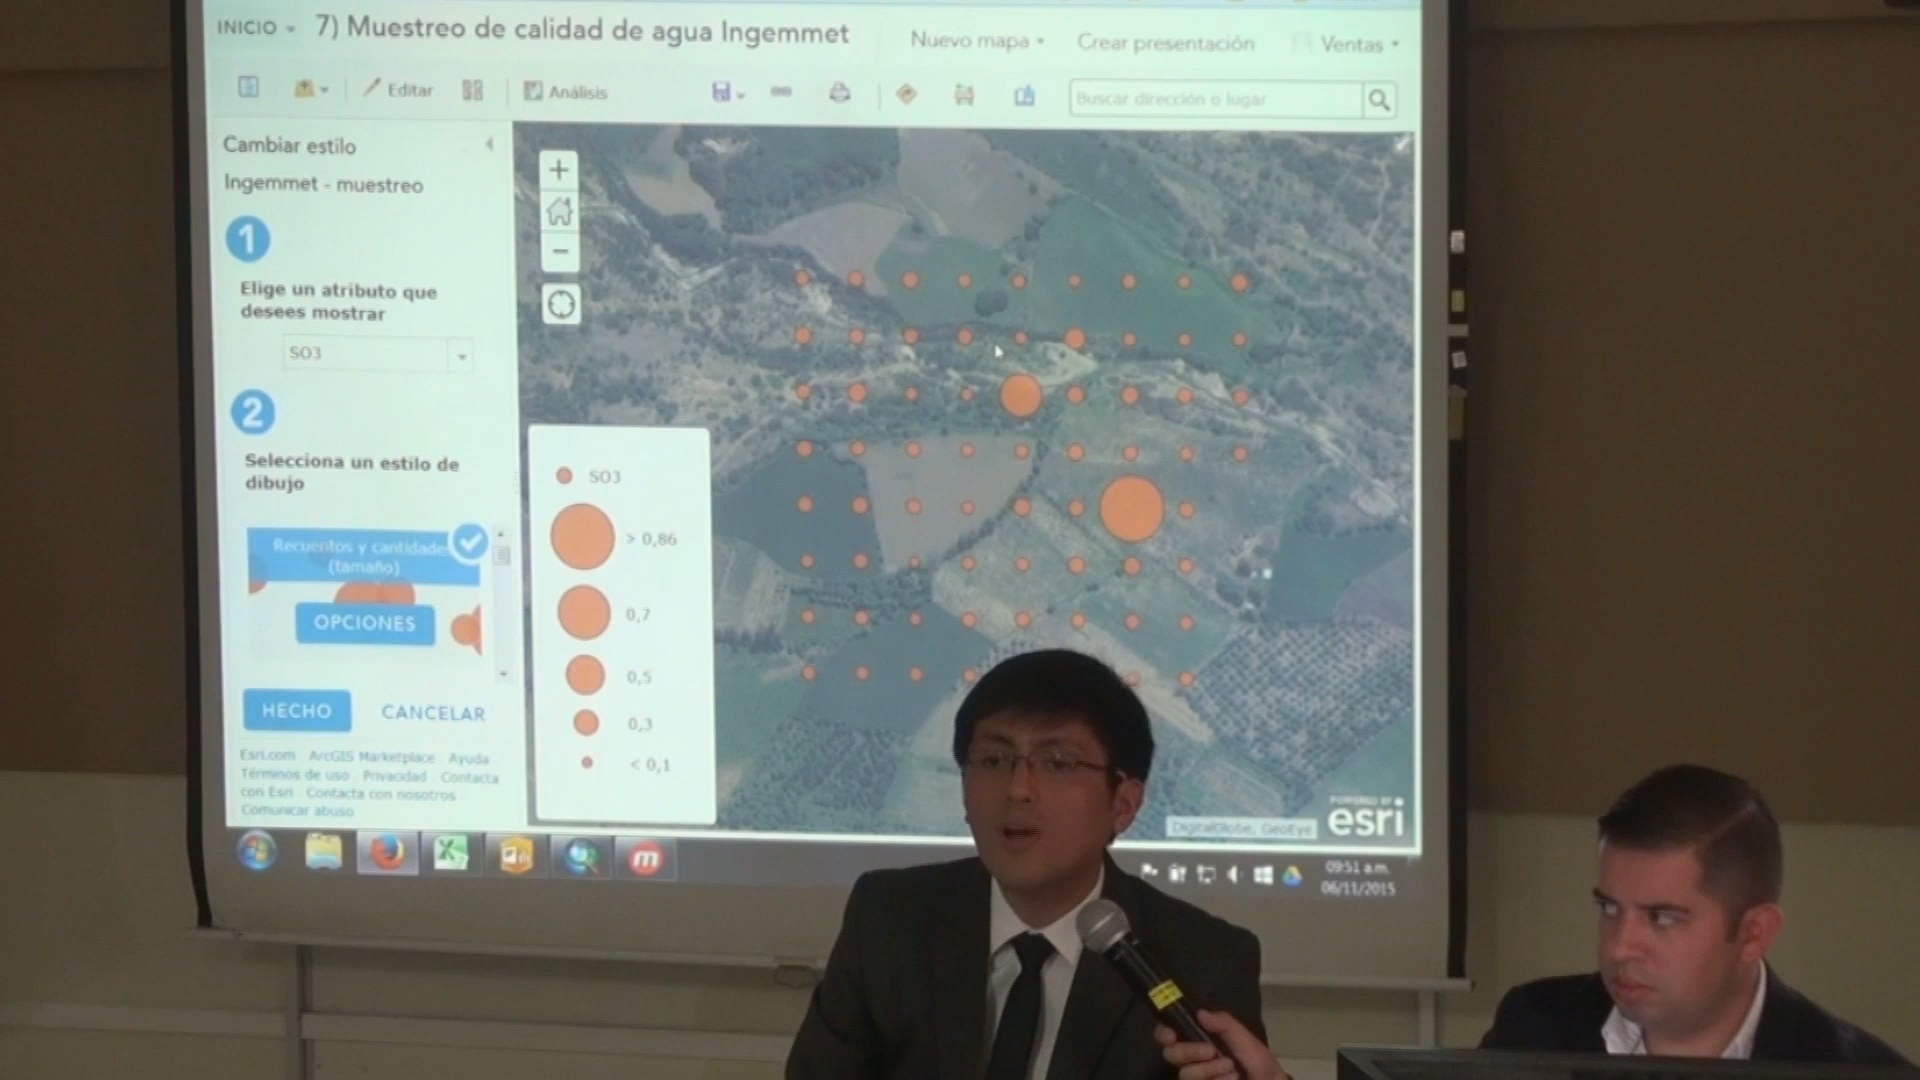 INICIO
7) Muestreo de calidad de agua Ingemmet
Nuevo mapa
Crear presentación
Ventas
Editar
Análisis
Buscar dirección o lugar
Cambiar estilo
Ingemmet - muestreo
1
Elige un atributo que
desees mostrar
SO3
2
Selecciona un estilo de
dibujo
Recuentos y cantidade
(tamaño)
OPCIONES
HECHO
CANCELAR
Esri.com ArcGIS Marketplace Ayuda
Términos de uso Privacidad Contacta
con Esri Contacta con nosotros
Comunicar abuso
SO3
> 0,86
0,7
0,5
0,3
< 0,1
DigitalGlobe, GeoEye
POWERED BY
esri
m
09:51 a.m.
06/11/2015